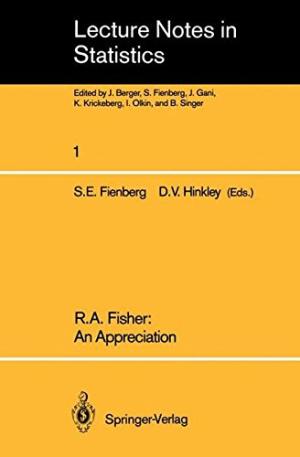 Lecture Notes in
Statistics
Edited by J. Berger, S. Fienberg, J. Gani,
K. Krickeberg, I. Olkin, and B. Singer
1
S.E. Fienberg D.V. Hinkley (Eds.)
R.A. Fisher:
An Appreciation
Springer-Verlag